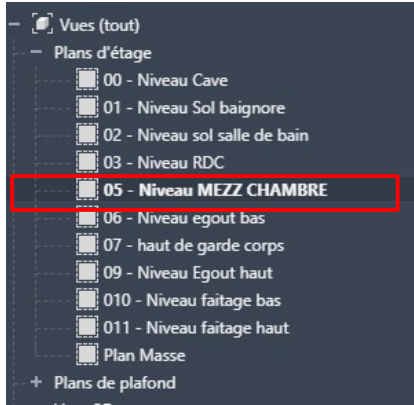 Vues (tout)
Plans d'étage
00 - Niveau Cave
01 - Niveau Sol baignore
02 - Niveau sol salle de bain
03 - Niveau RDC
05 - Niveau MEZZ CHAMBRE
06 - Niveau egout bas
07 - haut de garde corps
09 - Niveau Egout haut
010 - Niveau faitage bas
011 - Niveau faitage haut
Plan Masse
Plans de plafond